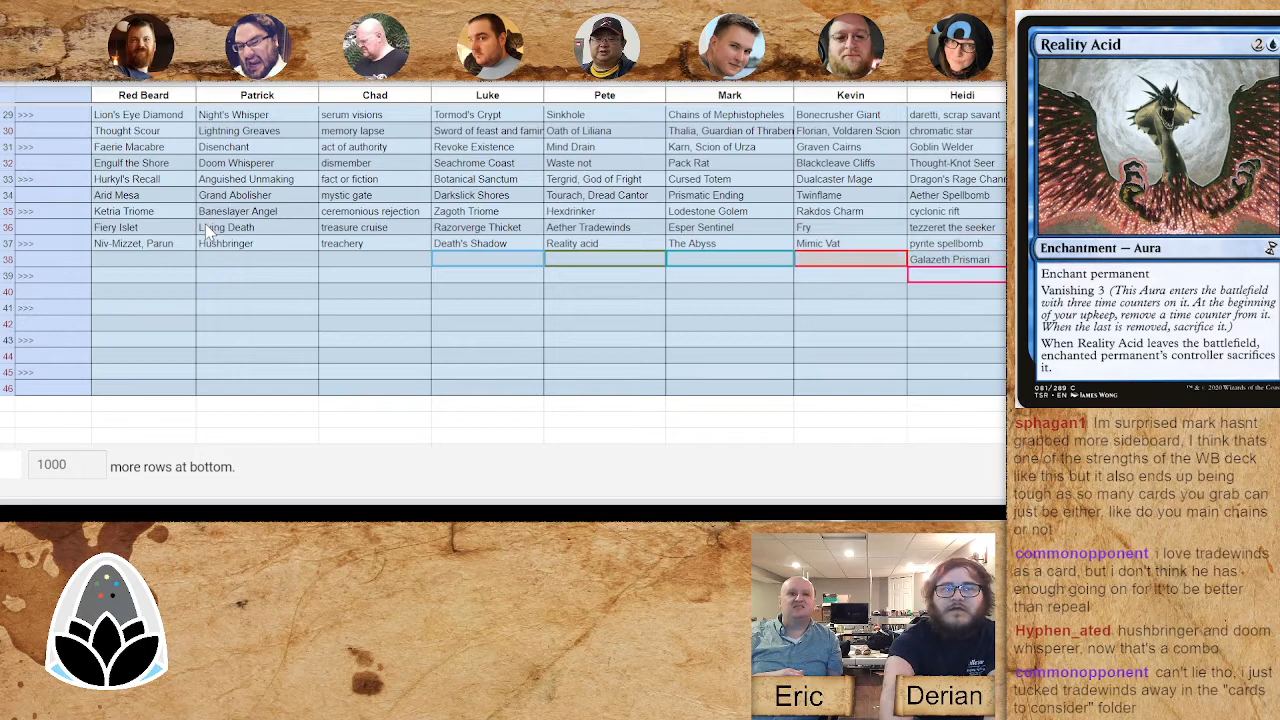 Red Beard Patrick Chad Luke Pete Mark Kevin Heidi
29 >>> Lion's Eye Diamond Night's Whisper serum visions Tormod's Crypt Sinkhole Chains of Mephistopheles Bonecrusher Giant daretti, scrap savant
30 Thought Scour Lightning Greaves memory lapse Sword of feast and famin Oath of Liliana Thalia, Guardian of Thraben Florian, Voldaren Scion chromatic star
31 >>> Faerie Macabre Disenchant act of authority Revoke Existence Mind Drain Karn, Scion of Urza Graven Cairns Goblin Welder
32 Engulf the Shore Doom Whisperer dismember Seachrome Coast Waste not Pack Rat Blackcleave Cliffs Thought-Knot Seer
33 >>> Hurkyl's Recall Anguished Unmaking fact or fiction Botanical Sanctum Tergrid, God of Fright Cursed Totem Dualcaster Mage Dragon's Rage Chan
34 Arid Mesa Grand Abolisher mystic gate Darkslick Shores Tourach, Dread Cantor Prismatic Ending Twinflame Aether Spellbomb
35 >>> Ketria Triome Baneslayer Angel ceremonious rejection Zagoth Triome Hexdrinker Lodestone Golem Rakdos Charm cyclonic rift
36 Fiery Islet Living Death treasure cruise Razorverge Thicket Aether Tradewinds Esper Sentinel Fry tezzeret the seeker
37 >>> Niv-Mizzet, Parun Hushbringer treachery Death's Shadow Reality acid The Abyss Mimic Vat pyrite spellbomb
38 Galazeth Prismari
39 >>>
40
41 >>>
42
43 >>>
44
45 >>>
46
1000 more rows at bottom.
Reality Acid 2
Enchantment — Aura
Enchant permanent
Vanishing 3 (This Aura enters the battlefield
with three time counters on it. At the beginning
of your upkeep, remove a time counter from it.
When the last is removed, sacrifice it.)
When Reality Acid leaves the battlefield,
enchanted permanent's controller sacrifices
it.
081/289 C
TSR • EN JAMES WONG
™ & © 2020 Wizards of the Coas
sphagan1 Im surprised mark hasnt
grabbed more sideboard, I think thats
one of the strengths of the WB deck
like this but it also ends up being
tough as so many cards you grab can
just be either, like do you main chains
or not
commonopponent i love tradewinds
as a card, but i don't think he has
enough going on for it to be better
than repeal
Hyphen_ated hushbringer and doom
whisperer, now that's a combo
commonopponent can't lie tho, i just
tucked tradewinds away in the "cards
to consider" folder
Eric
Derian